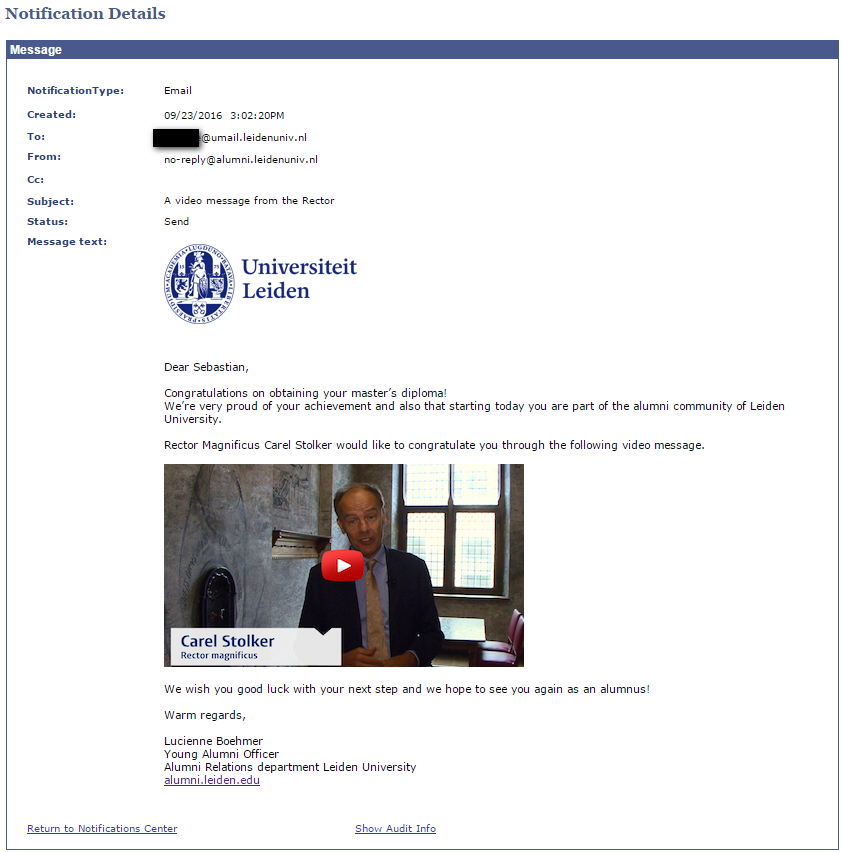 Notification Details
Message
NotificationType: Email
Created: 09/23/2016 3:02:20PM
To: @umail.leidenuniv.nl
From: no-reply@alumni.leidenuniv.nl
Cc:
Subject: A video message from the Rector
Status: Send
Message text:
ACADEMIA LUGDUNO BATAVA LIBERTATIS PRAESIDIUM
Universiteit
Leiden
Dear Sebastian,
Congratulations on obtaining your master’s diploma!
We’re very proud of your achievement and also that starting today you are part of the alumni community of Leiden
University.
Rector Magnificus Carel Stolker would like to congratulate you through the following video message.
Carel Stolker
Rector magnificus
We wish you good luck with your next step and we hope to see you again as an alumnus!
Warm regards,
Lucienne Boehmer
Young Alumni Officer
Alumni Relations department Leiden University
alumni.leiden.edu
Return to Notifications Center Show Audit Info